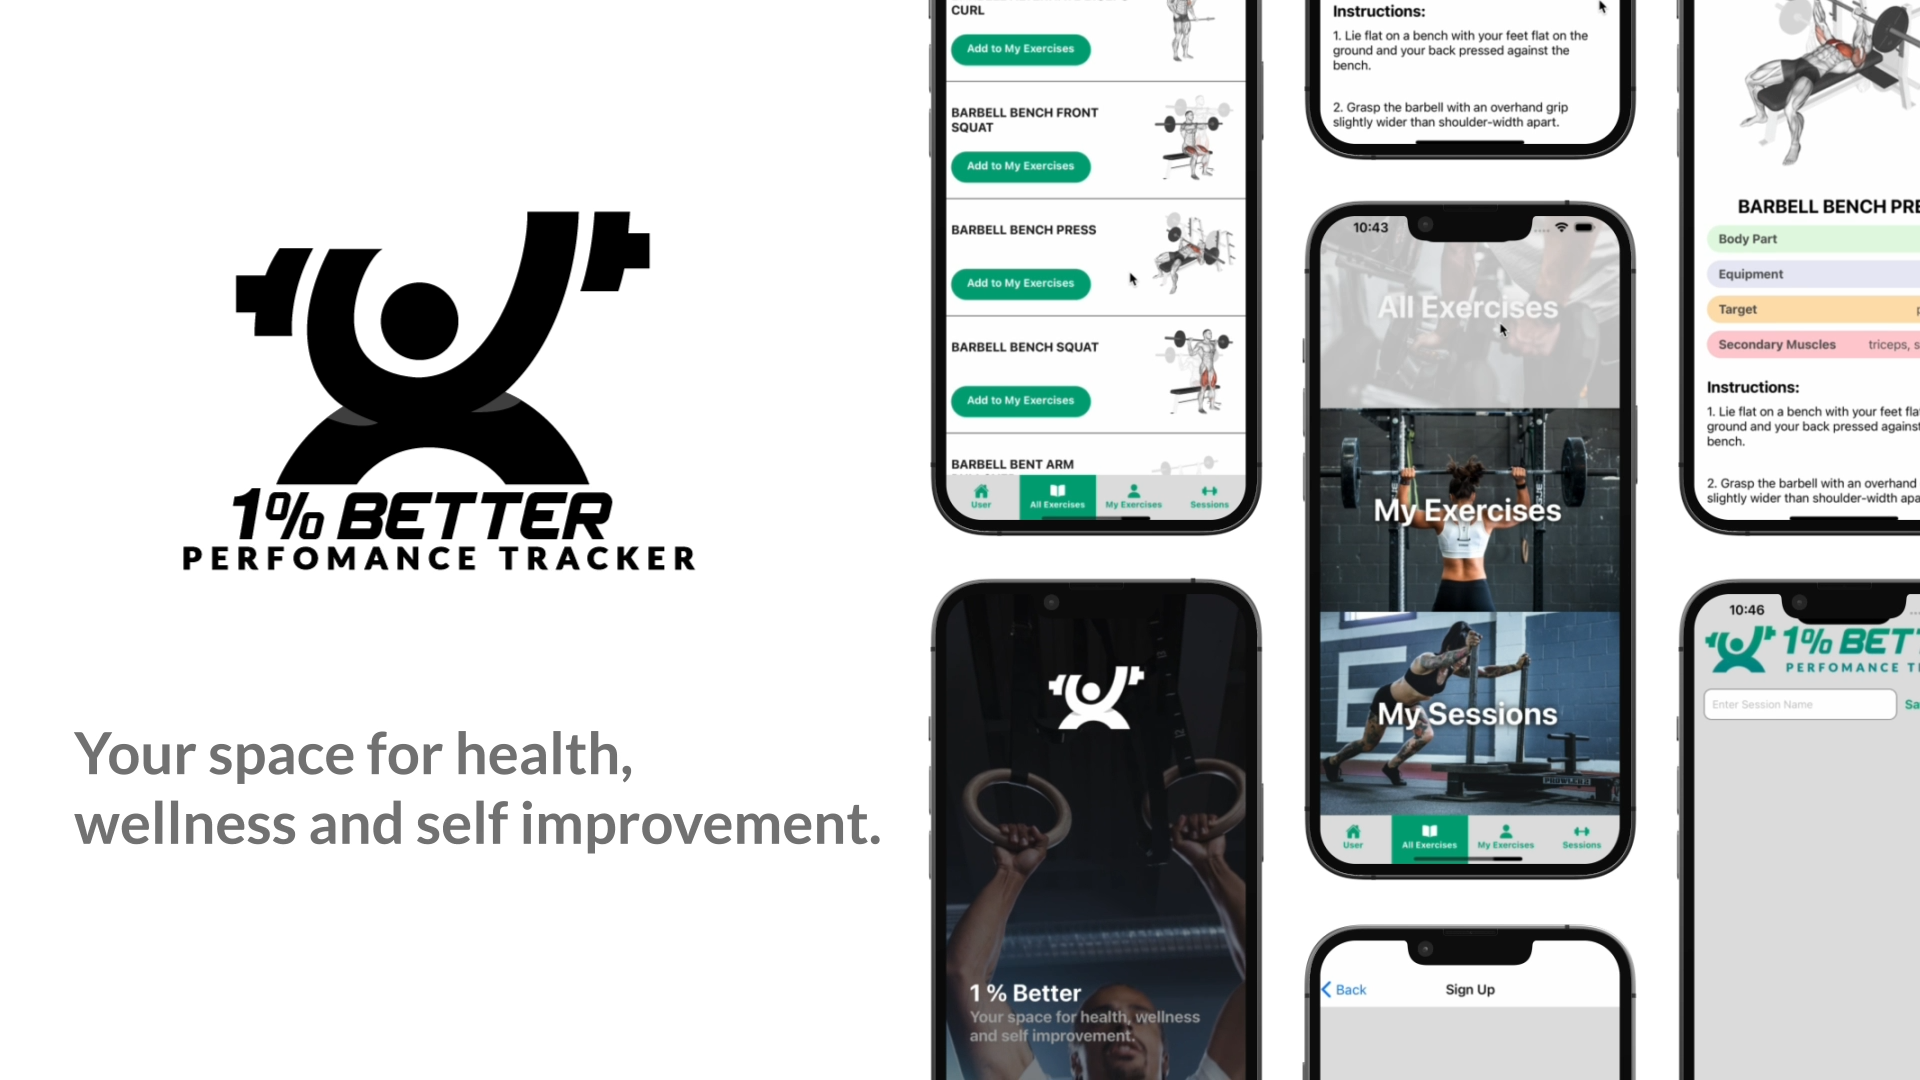 1% BETTER
PERFOMANCE TRACKER
Your space for health,
wellness and self improvement.
CURL
Add to My Exercises
BARBELL BENCH FRONT
SQUAT
Add to My Exercises
BARBELL BENCH PRESS
Add to My Exercises
BARBELL BENCH SQUAT
Add to My Exercises
BARBELL BENT ARM
User
All Exercises
My Exercises
Sessions
1 % Better
Your space for health, wellness
and self improvement.
Instructions:
1. Lie flat on a bench with your feet flat on the
ground and your back pressed against the
bench.
2. Grasp the barbell with an overhand grip
slightly wider than shoulder-width apart.
10:43
All Exercises
My Exercises
My Sessions
PROWLER 2
User
All Exercises
My Exercises
Sessions
Back
Sign Up
BARBELL BENCH PRE
Body Part
Equipment
Target p
Secondary Muscles triceps, s
Instructions:
1. Lie flat on a bench with your feet fla
ground and your back pressed against
bench.
2. Grasp the barbell with an overhand
slightly wider than shoulder-width apa
10:46
1% BET
PERFOMANCE T
Enter Session Name
Sa